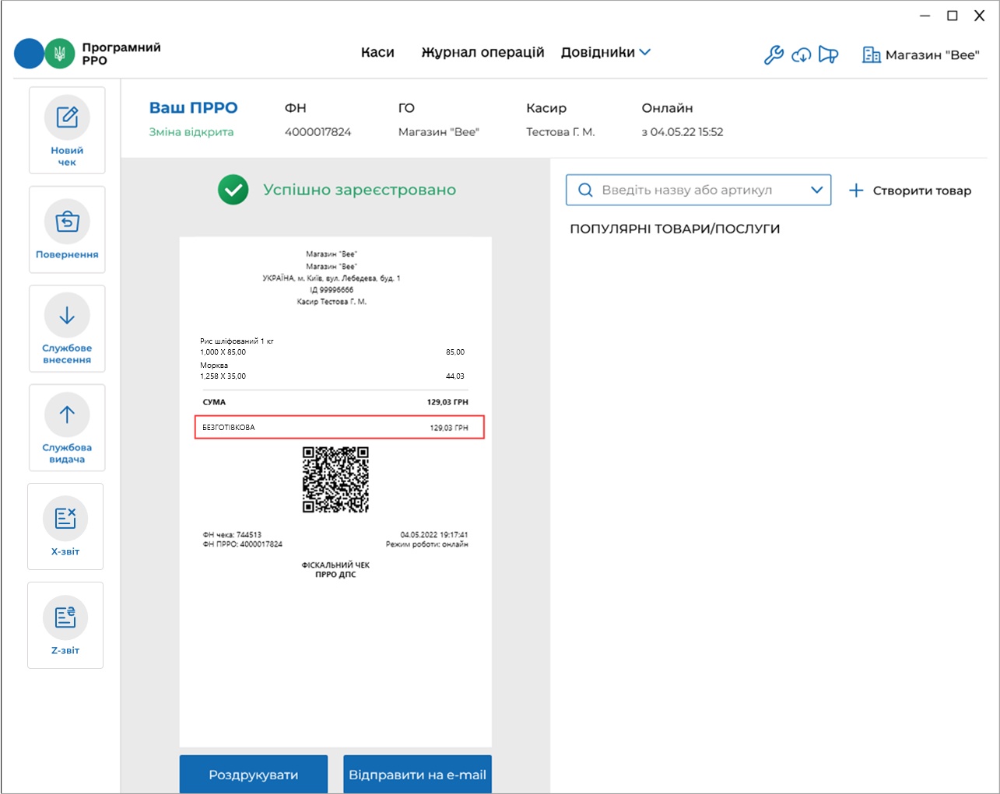 Програмний
РРО
Каси
Журнал операцій
Довідники
Магазин "Bee"
Новий
чек
Повернення
Службове
внесення
Службова
видача
X-звіт
Z-звіт
Ваш ПРРО
Зміна відкрита
ФН
4000017824
ГО
Магазин "Bee"
Касир
Тестова Г. М.
Онлайн
з 04.05.22 15:52
Успішно зареєстровано
Магазин "Bee"
Магазин "Bee"
УКРАЇНА, м. Київ, вул. Лебедева, буд. 1
ІД 99996666
Касир Тестова Г. М.
Рис шліфований 1 кг
1,000 X 85,00 85,00
Морква
1,258 X 35,00 44,03
СУМА 129,03 ГРН
БЕЗГОТІВКОВА 129,03 ГРН
ФН чека: 744513 04.05.2022 19:17:41
ФН ПРРО: 4000017824 Режим роботи: онлайн
ФІСКАЛЬНИЙ ЧЕК
ПРРО ДПС
Роздрукувати
Відправити на e-mail
Введіть назву або артикул
Створити товар
ПОПУЛЯРНІ ТОВАРИ/ПОСЛУГИ